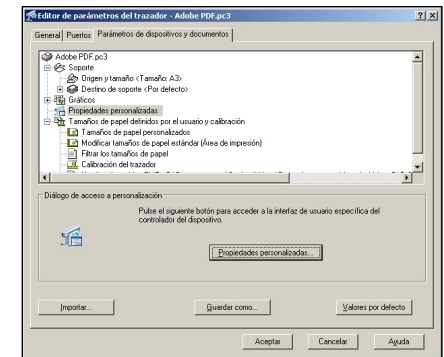 Editor de parámetros del trazador - Adobe PDF.pc3
General Puertos Parámetros de dispositivos y documentos
Adobe PDF.pc3
Soporte
Origen y tamaño <Tamaño: A3>
Destino de soporte <Por defecto>
Gráficos
Propiedades personalizadas
Tamaños de papel definidos por el usuario y calibración
Tamaños de papel personalizados
Modificar tamaños de papel estándar (Área de impresión)
Filtrar los tamaños de papel
Calibración del trazador
Diálogo de acceso a personalización
Pulse el siguiente botón para acceder a la interfaz de usuario específica del
controlador del dispositivo.
Propiedades personalizadas...
Importar... Guardar como... Valores por defecto
Aceptar Cancelar Ayuda